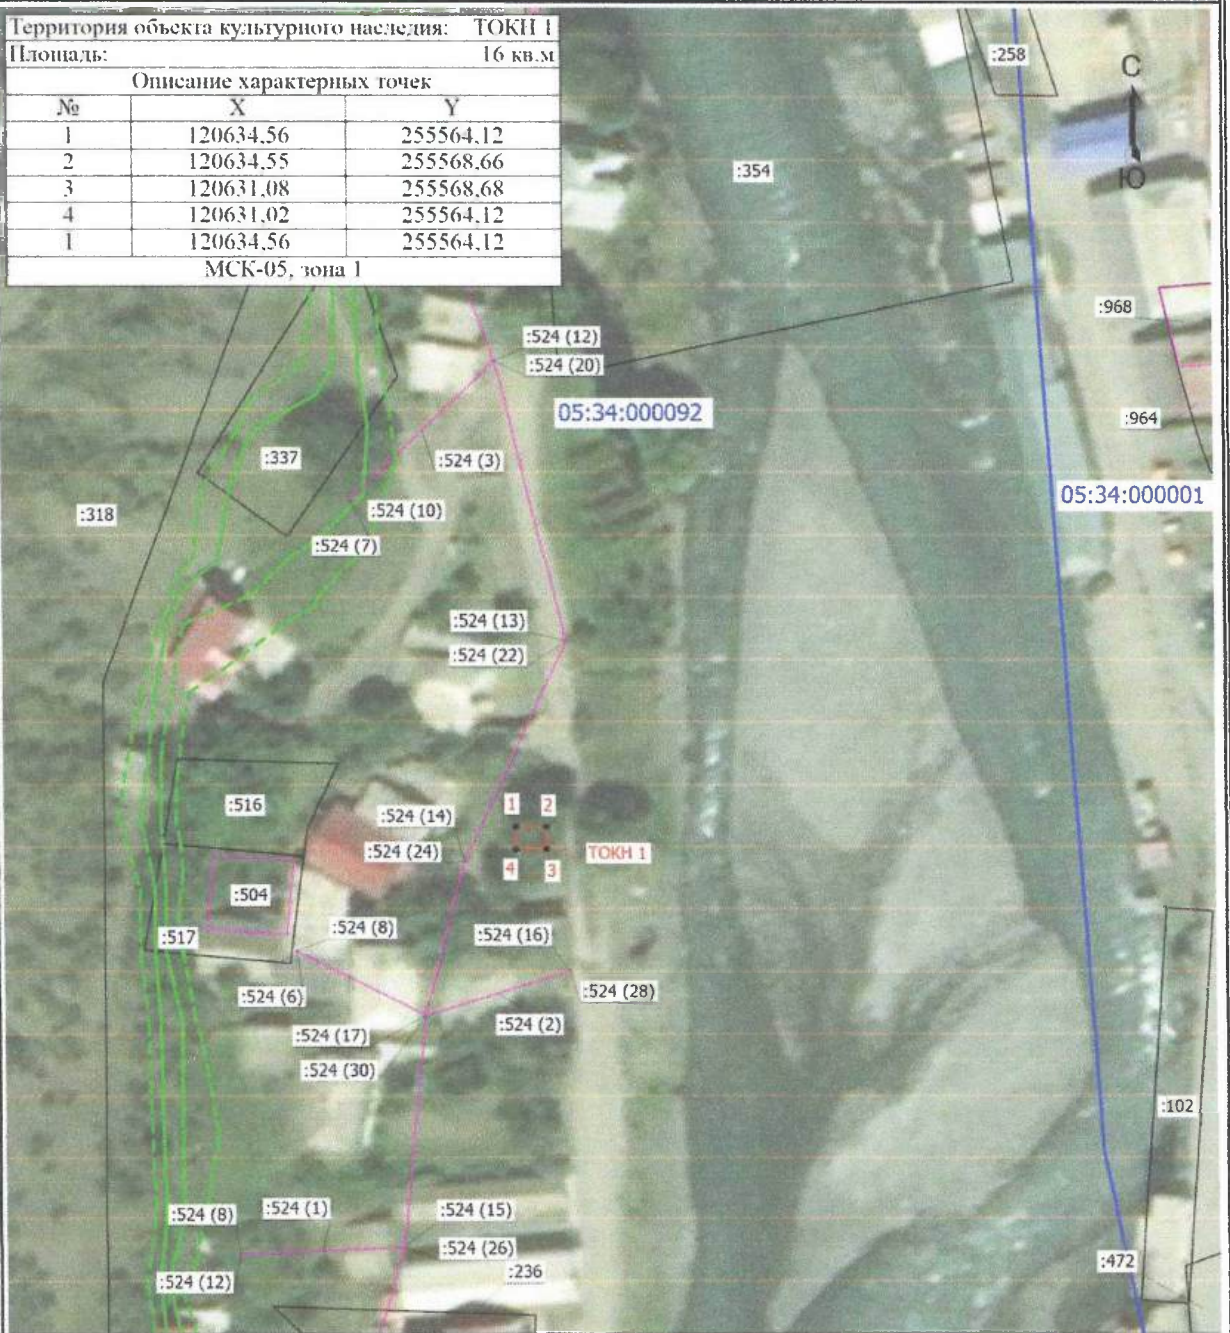 Территория объекта культурного наследия: ТОКН 1
Площадь: 16 кв.м
Описание характерных точек
№ X Y
1 120634,56 255564,12
2 120634,55 255568,66
3 120631,08 255568,68
4 120631,02 255564,12
1 120634,56 255564,12
МСК-05, зона 1
:258
С
Ю
:354
:968
:524 (12)
:524 (20)
05:34:000092
:964
:337
:524 (3)
05:34:000001
:318
:524 (10)
:524 (7)
:524 (13)
:524 (22)
:516
:524 (14)
1 2
:524 (24)
ТОКН 1
4 3
:504
:524 (8)
:524 (16)
:517
:524 (6)
:524 (28)
:524 (2)
:524 (17)
:524 (30)
:102
:524 (8)
:524 (1)
:524 (15)
:524 (26)
:236
:524 (12)
:472